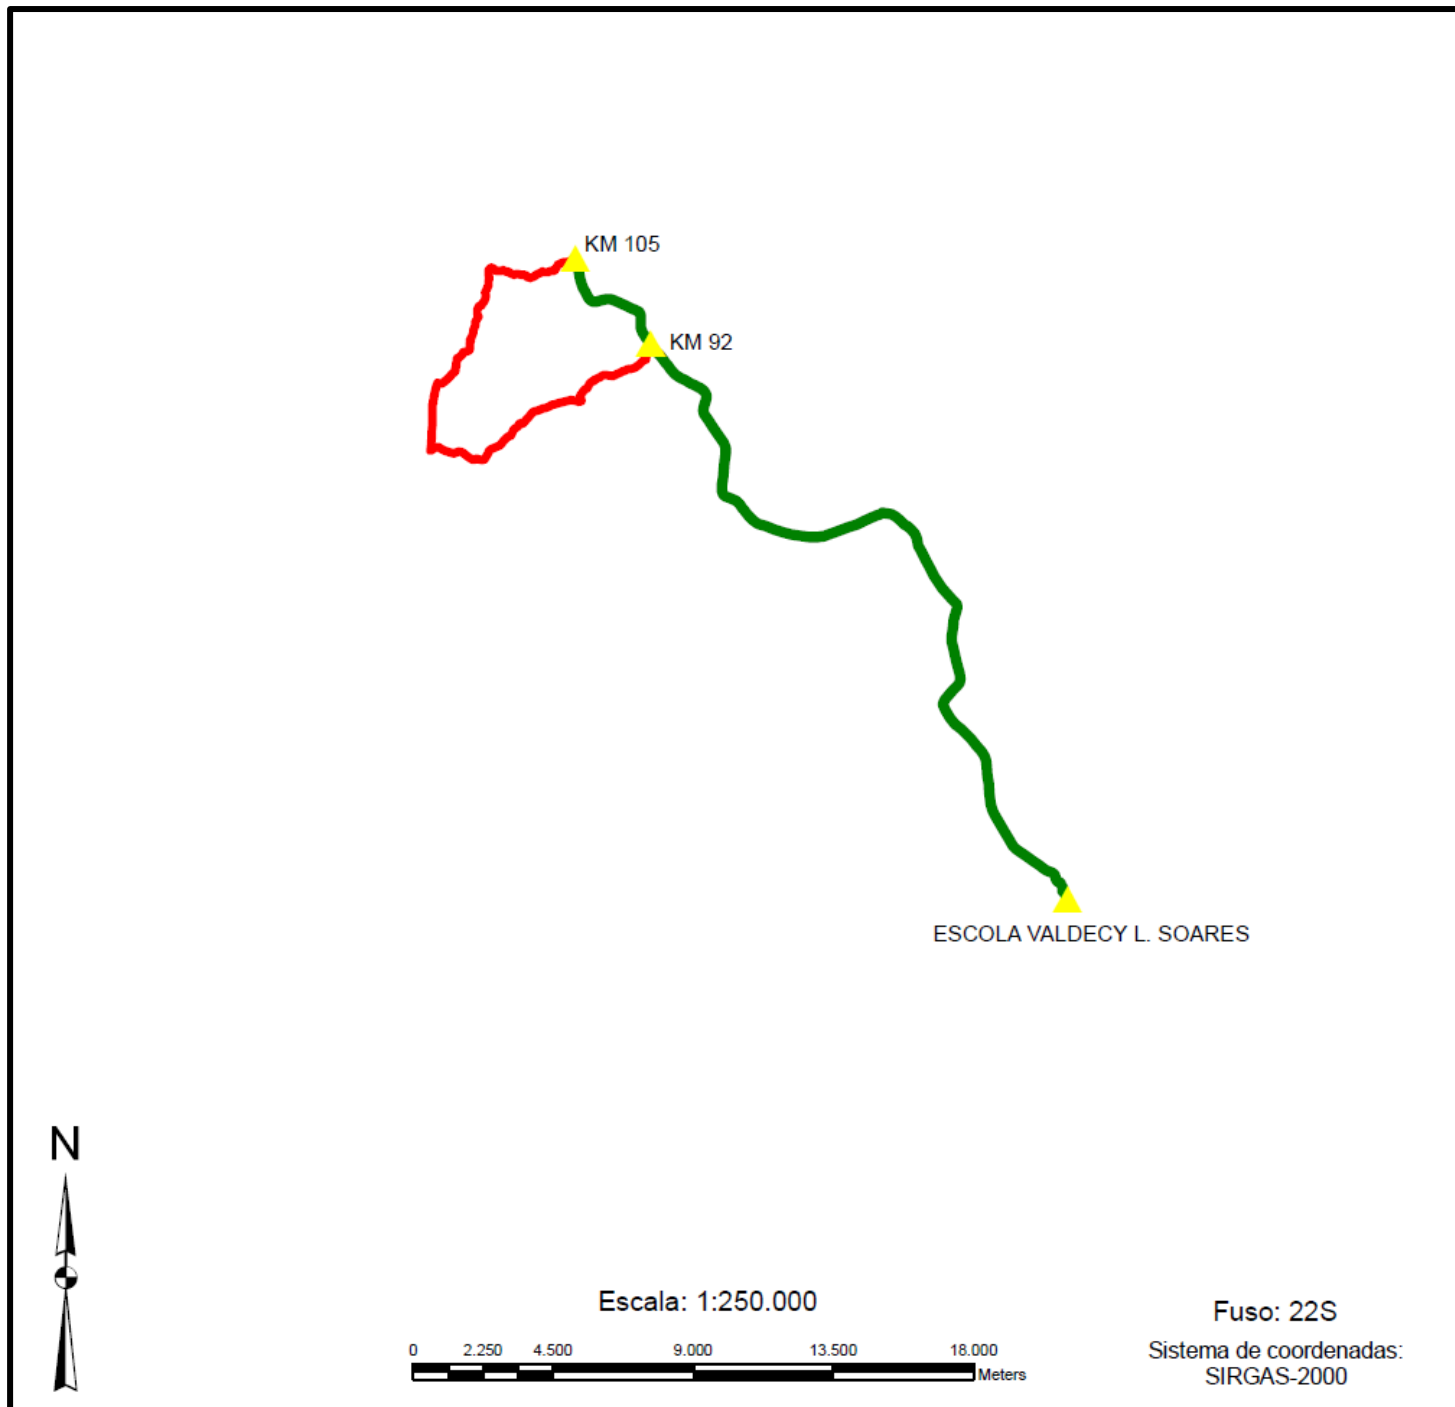 KM 105
KM 92
ESCOLA VALDECY L. SOARES
N
Escala: 1:250.000
0 2.250 4.500 9.000 13.500 18.000
Meters
Fuso: 22S
Sistema de coordenadas:
SIRGAS-2000